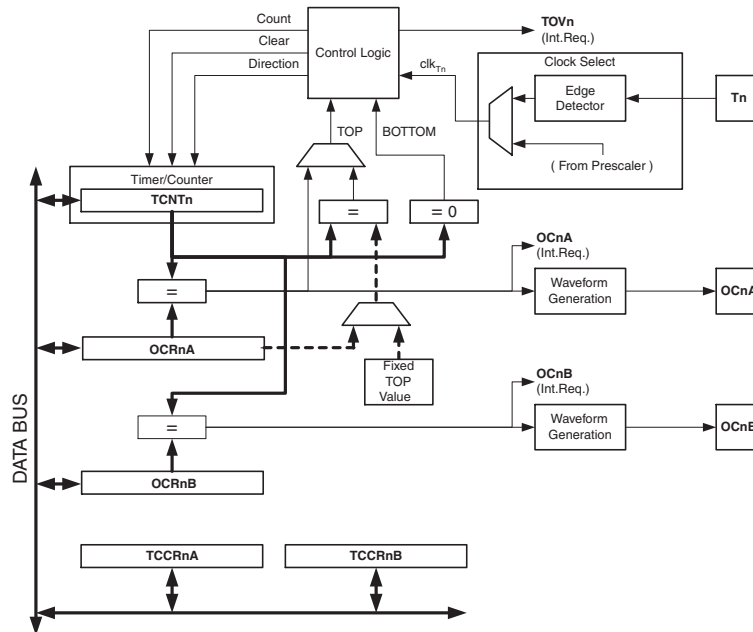 Count
Clear
Direction
Control Logic
TOVn
(Int.Req.)
clkTn
Clock Select
Edge
Detector
Tn
( From Prescaler )
TOP
BOTTOM
Timer/Counter
TCNTn
=
= 0
OCnA
(Int.Req.)
=
Waveform
Generation
OCnA
OCRnA
Fixed
TOP
Value
OCnB
(Int.Req.)
=
Waveform
Generation
OCnB
OCRnB
DATA BUS
TCCRnA
TCCRnB